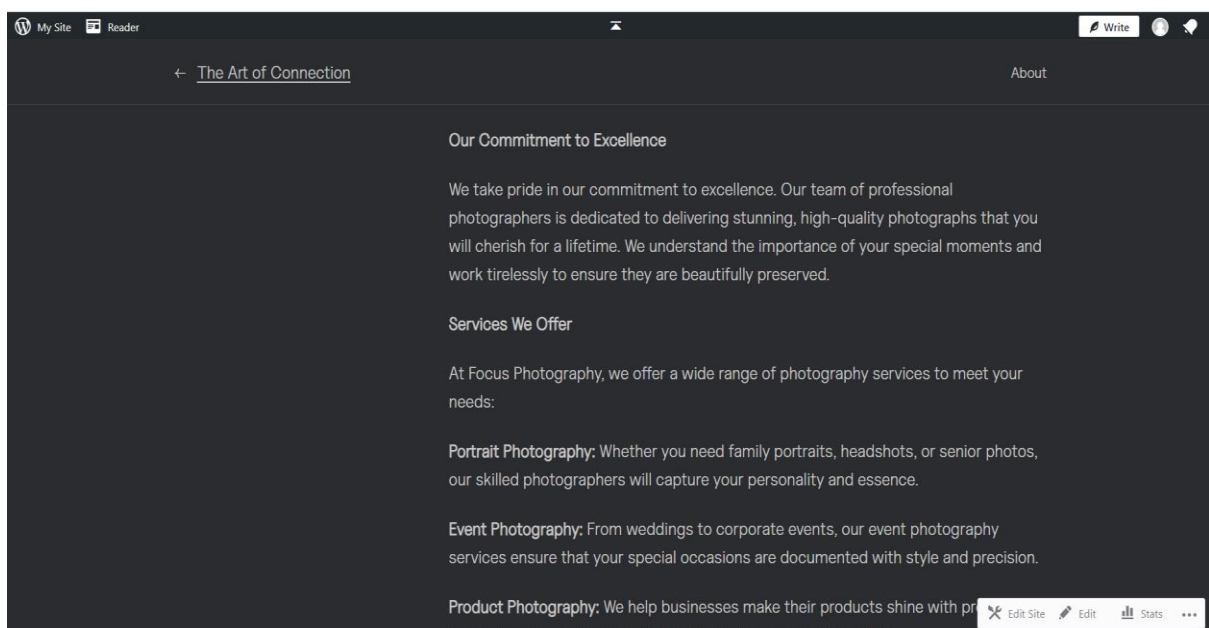 My Site Reader Write
← The Art of Connection About
Our Commitment to Excellence
We take pride in our commitment to excellence. Our team of professional
photographers is dedicated to delivering stunning, high-quality photographs that you
will cherish for a lifetime. We understand the importance of your special moments and
work tirelessly to ensure they are beautifully preserved.
Services We Offer
At Focus Photography, we offer a wide range of photography services to meet your
needs:
Portrait Photography: Whether you need family portraits, headshots, or senior photos,
our skilled photographers will capture your personality and essence.
Event Photography: From weddings to corporate events, our event photography
services ensure that your special occasions are documented with style and precision.
Product Photography: We help businesses make their products shine with
Edit Site Edit Stats